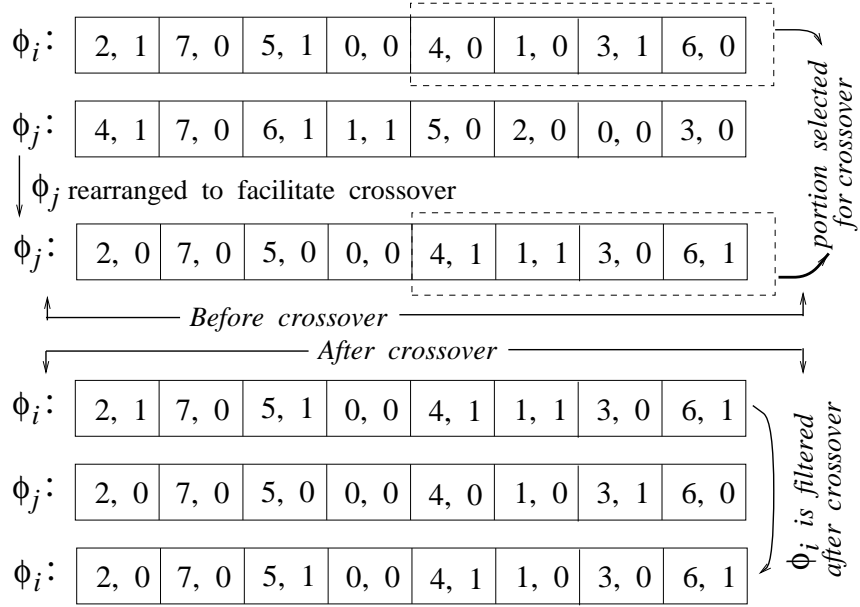 ϕi: 2, 1 7, 0 5, 1 0, 0 4, 0 1, 0 3, 1 6, 0
ϕj: 4, 1 7, 0 6, 1 1, 1 5, 0 2, 0 0, 0 3, 0
ϕj rearranged to facilitate crossover
ϕj: 2, 0 7, 0 5, 0 0, 0 4, 1 1, 1 3, 0 6, 1
portion selected
for crossover
Before crossover
After crossover
ϕi: 2, 1 7, 0 5, 1 0, 0 4, 1 1, 1 3, 0 6, 1
ϕj: 2, 0 7, 0 5, 0 0, 0 4, 0 1, 0 3, 1 6, 0
ϕi: 2, 0 7, 0 5, 1 0, 0 4, 1 1, 0 3, 0 6, 1
ϕi is filtered
after crossover